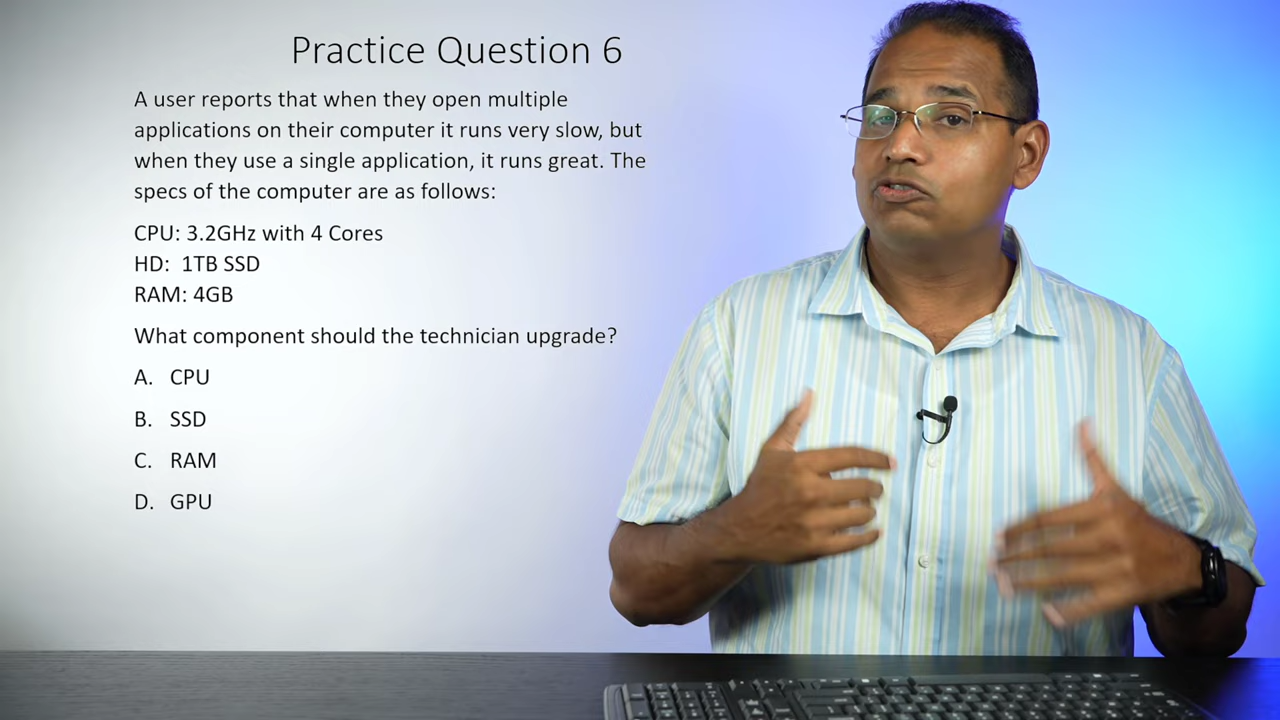 Practice Question 6
A user reports that when they open multiple
applications on their computer it runs very slow, but
when they use a single application, it runs great. The
specs of the computer are as follows:
CPU: 3.2GHz with 4 Cores
HD: 1TB SSD
RAM: 4GB
What component should the technician upgrade?
A. CPU
B. SSD
C. RAM
D. GPU